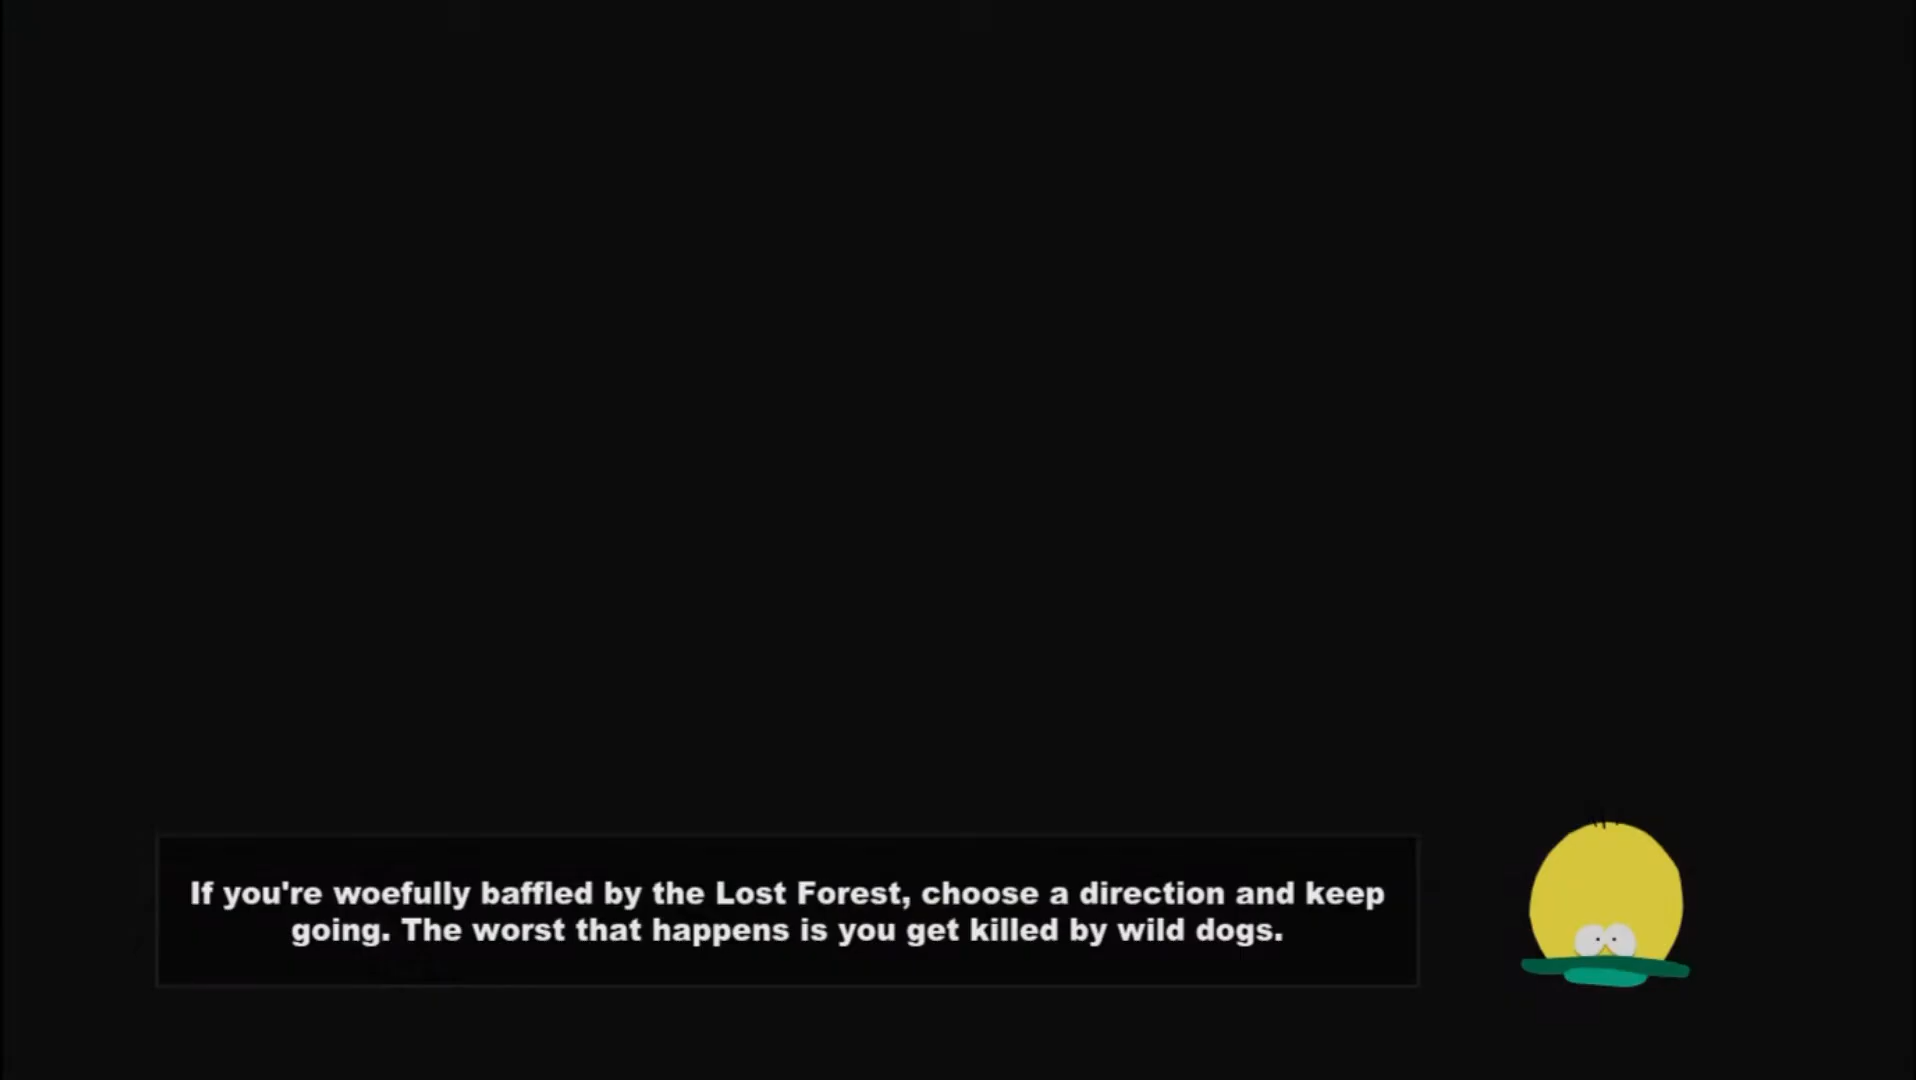 If you're woefully baffled by the Lost Forest, choose a direction and keep
going. The worst that happens is you get killed by wild dogs.